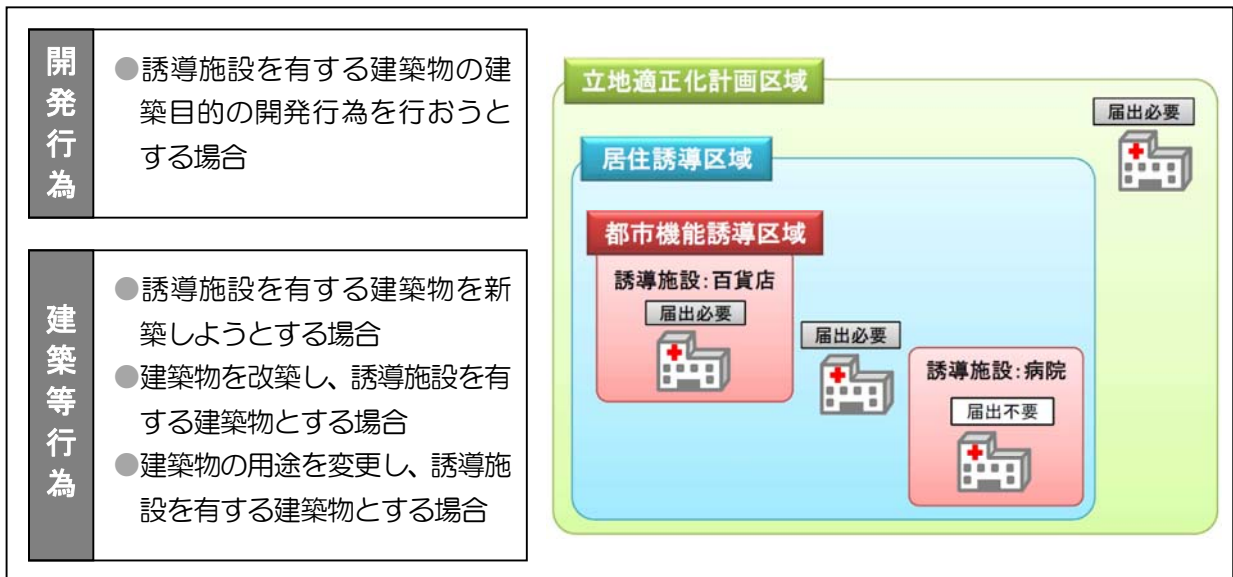 開発行為
●誘導施設を有する建築物の建
築目的の開発行為を行おうと
する場合
建築等行為
●誘導施設を有する建築物を新
築しようとする場合
●建築物を改築し、誘導施設を有
する建築物とする場合
●建築物の用途を変更し、誘導施
設を有する建築物とする場合
立地適正化計画区域
届出必要
居住誘導区域
都市機能誘導区域
誘導施設:百貨店
届出必要
届出必要
誘導施設:病院
届出不要